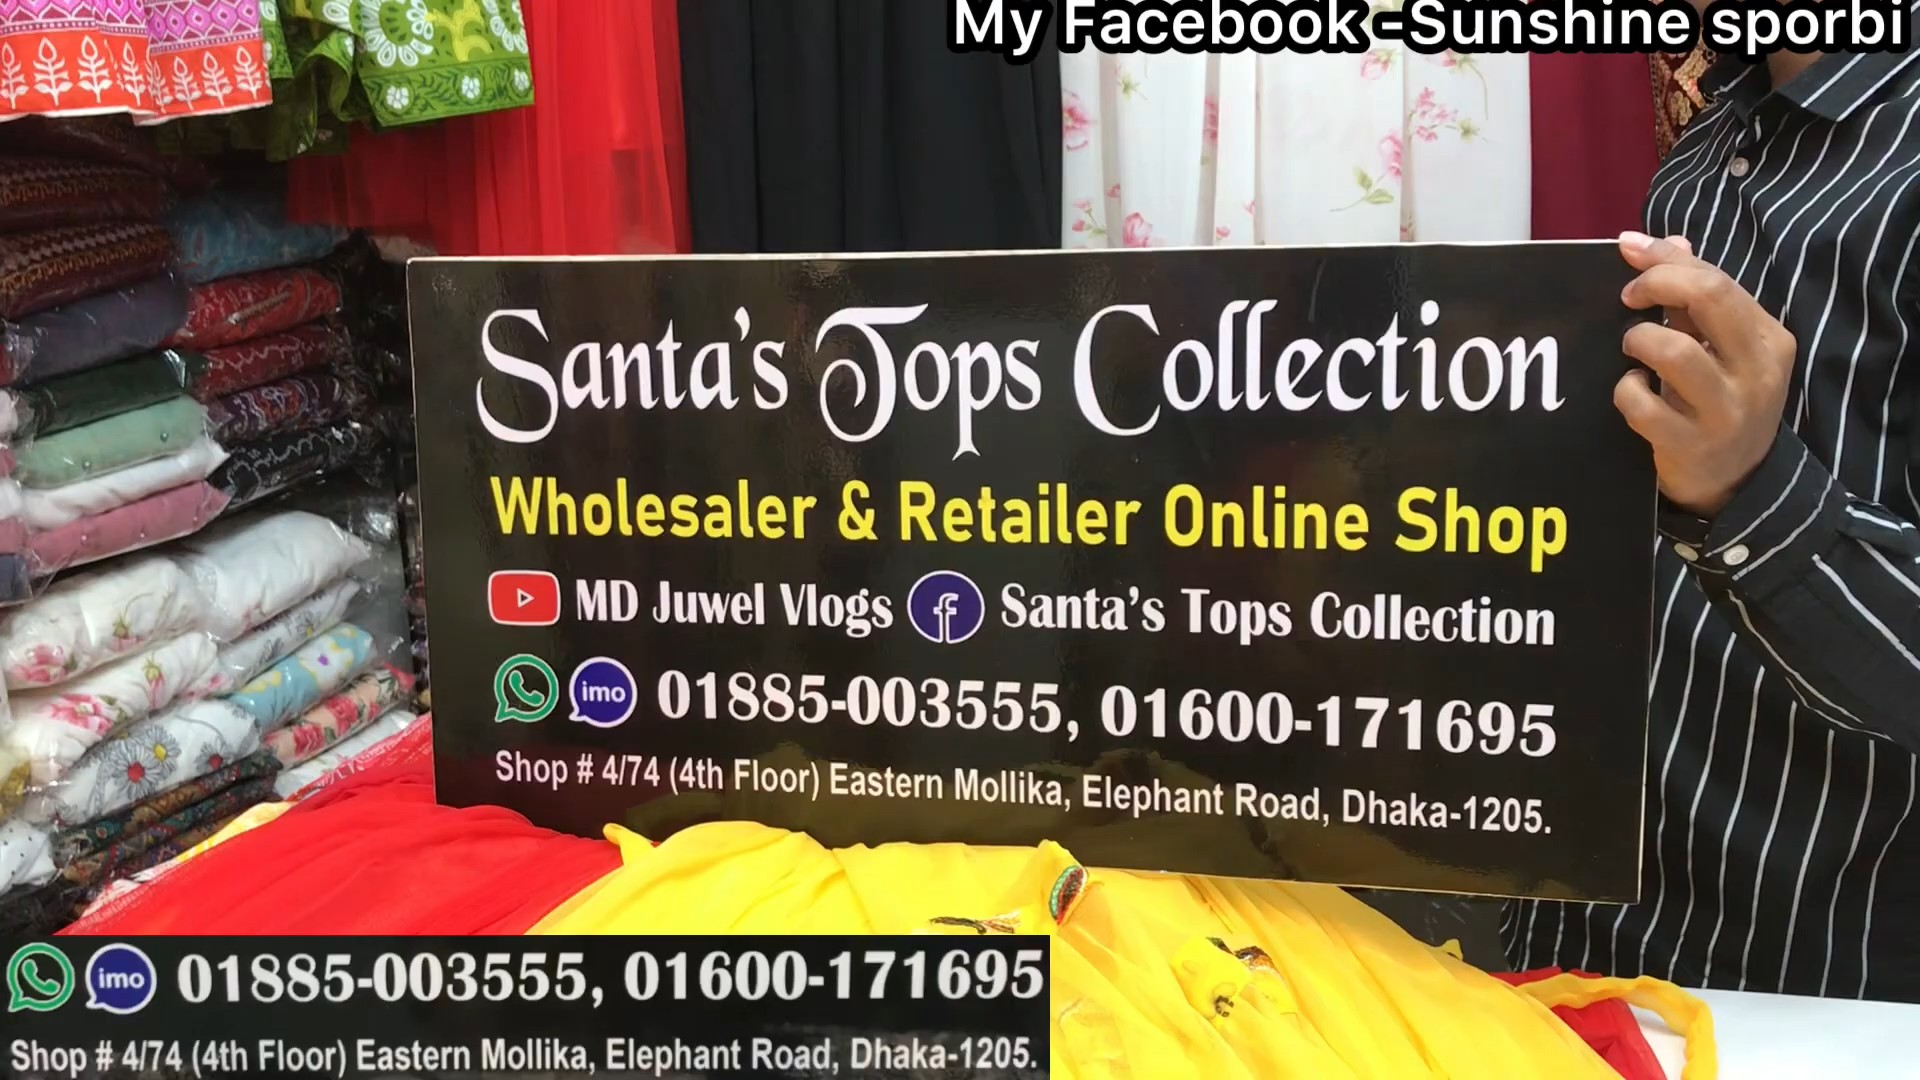 My Facebook -Sunshine sporbi
Santa's Tops Collection
Wholesaler & Retailer Online Shop
MD Juwel Vlogs f Santa's Tops Collection
imo 01885-003555, 01600-171695
Shop # 4/74 (4th Floor) Eastern Mollika, Elephant Road, Dhaka-1205.
imo 01885-003555, 01600-171695
Shop # 4/74 (4th Floor) Eastern Mollika, Elephant Road, Dhaka-1205.